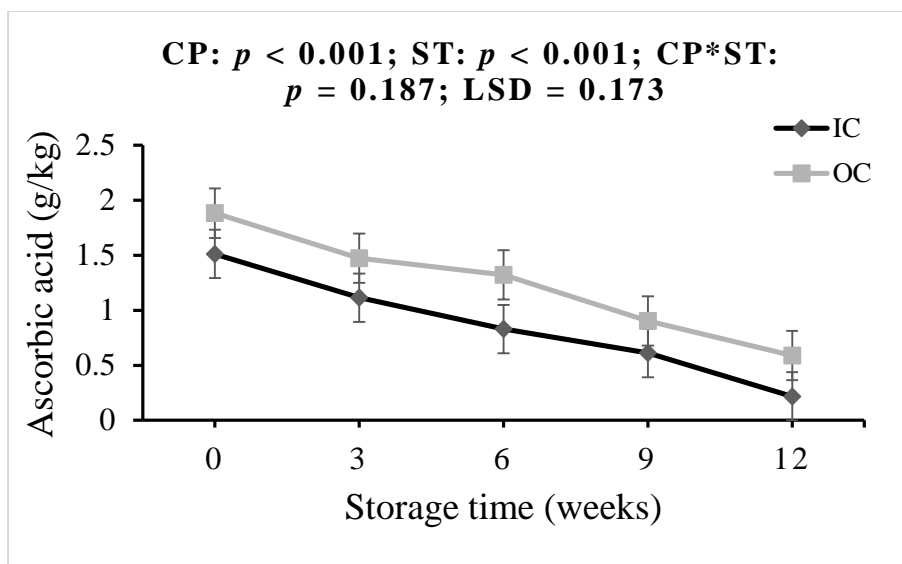 CP: p < 0.001; ST: p < 0.001; CP*ST:
p = 0.187; LSD = 0.173
IC
OC
2.5
2
1.5
1
0.5
0
Ascorbic acid (g/kg)
0 3 6 9 12
Storage time (weeks)